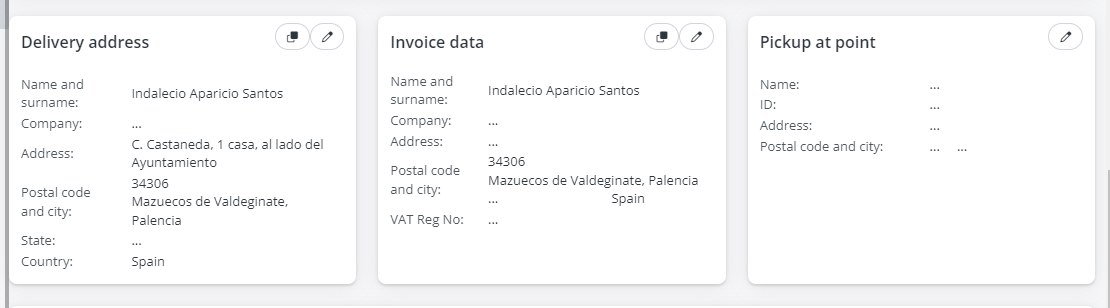 Delivery address
Name and
surname:
Indalecio Aparicio Santos
Company:
...
Address:
C. Castaneda, 1 casa, al lado del
Ayuntamiento
Postal code
and city:
34306
Mazuecos de Valdeginate,
Palencia
State:
...
Country:
Spain
Invoice data
Name and
surname:
Indalecio Aparicio Santos
Company:
...
Address:
...
Postal code
and city:
34306
Mazuecos de Valdeginate, Palencia
... Spain
VAT Reg No:
...
Pickup at point
Name:
...
ID:
...
Address:
...
Postal code and city:
... ...